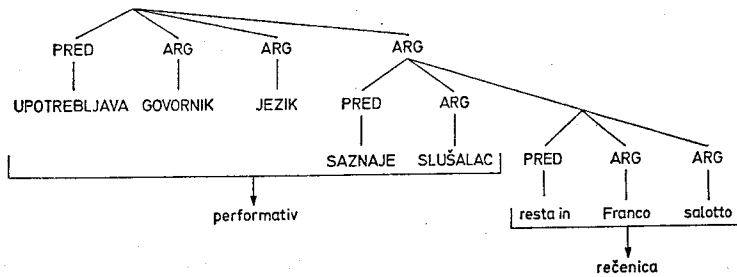 PRED ARG ARG ARG
UPOTREBLJAVA GOVORNIK JEZIK PRED ARG
SAZNAJE SLUŠALAC PRED ARG ARG
performativ resta in Franco salotto
rečenica